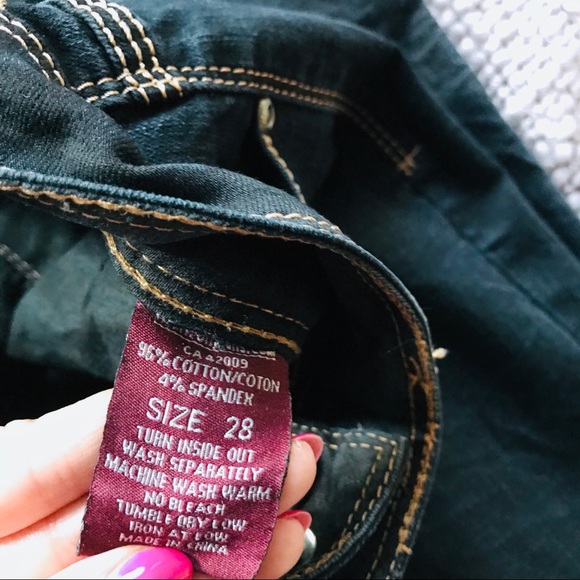 CA 42009
96% COTTON/COTON
4% SPANDEX
SIZE 28
TURN INSIDE OUT
WASH SEPARATELY
MACHINE WASH WARM
NO BLEACH
TUMBLE DRY LOW
IRON AT LOW
MADE IN CHINA